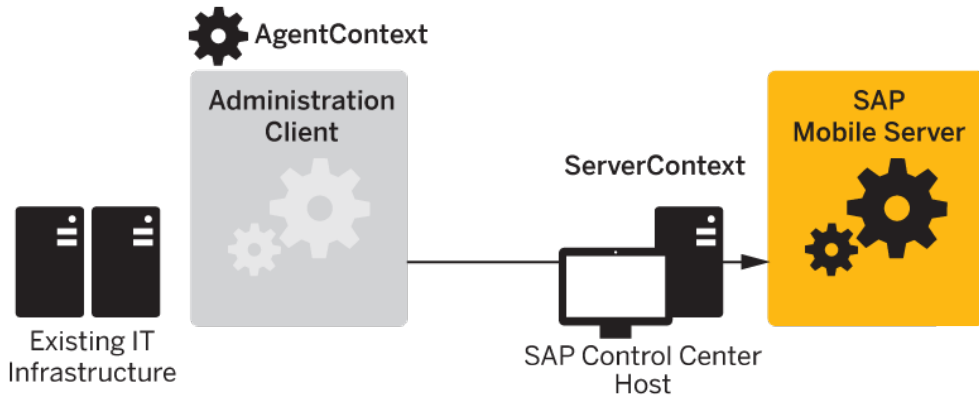 AgentContext
Administration
Client
SAP
Mobile Server
ServerContext
Existing IT
Infrastructure
SAP Control Center
Host